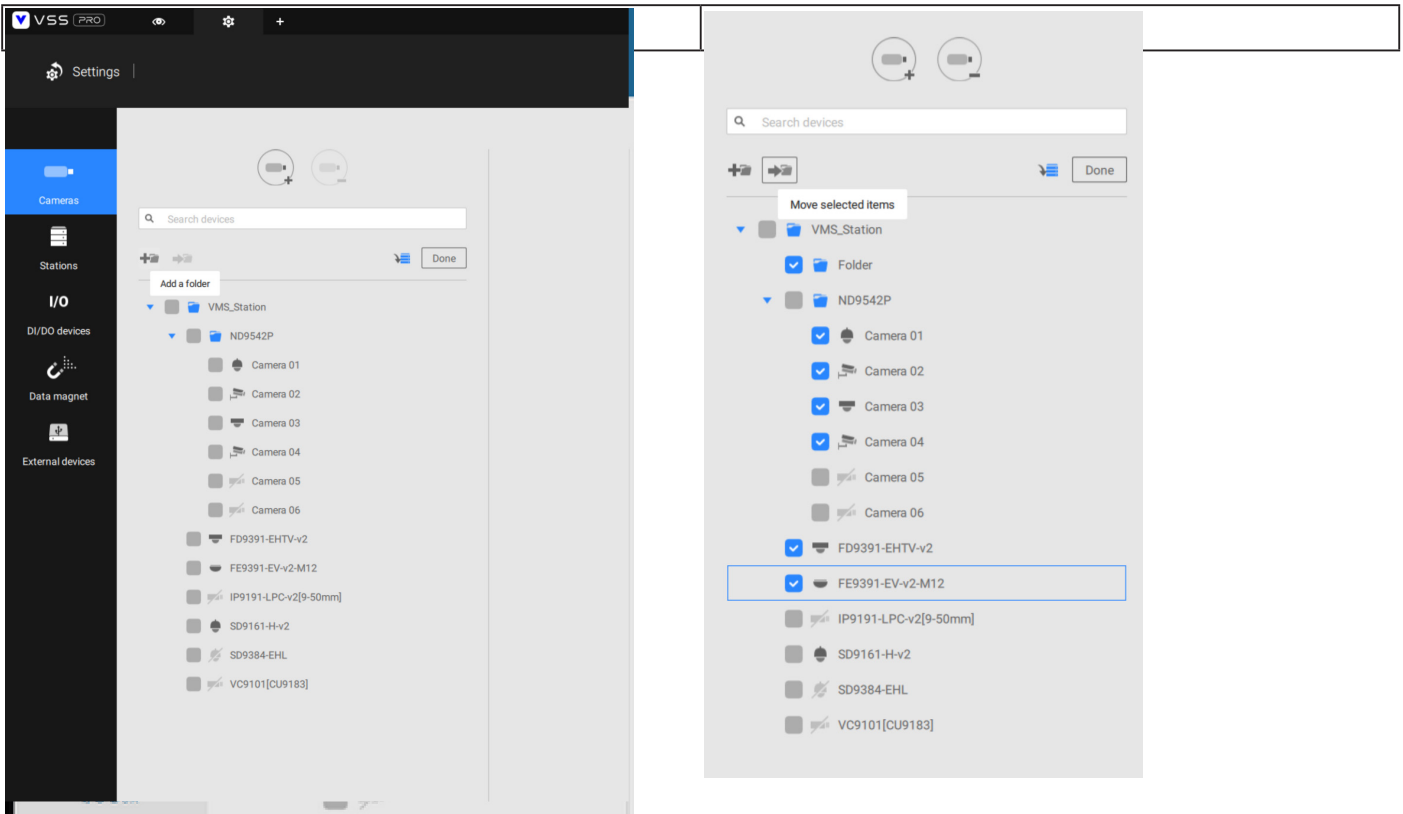 VSS PRO
Settings
Cameras
Stations
I/O
DI/DO devices
Data magnet
External devices
Search devices
Done
Add a folder
VMS_Station
ND9542P
Camera 01
Camera 02
Camera 03
Camera 04
Camera 05
Camera 06
FD9391-EHTV-v2
FE9391-EV-v2-M12
IP9191-LPC-v2[9-50mm]
SD9161-H-v2
SD9384-EHL
VC9101[CU9183]
Search devices
Done
Move selected items
VMS_Station
Folder
ND9542P
Camera 01
Camera 02
Camera 03
Camera 04
Camera 05
Camera 06
FD9391-EHTV-v2
FE9391-EV-v2-M12
IP9191-LPC-v2[9-50mm]
SD9161-H-v2
SD9384-EHL
VC9101[CU9183]